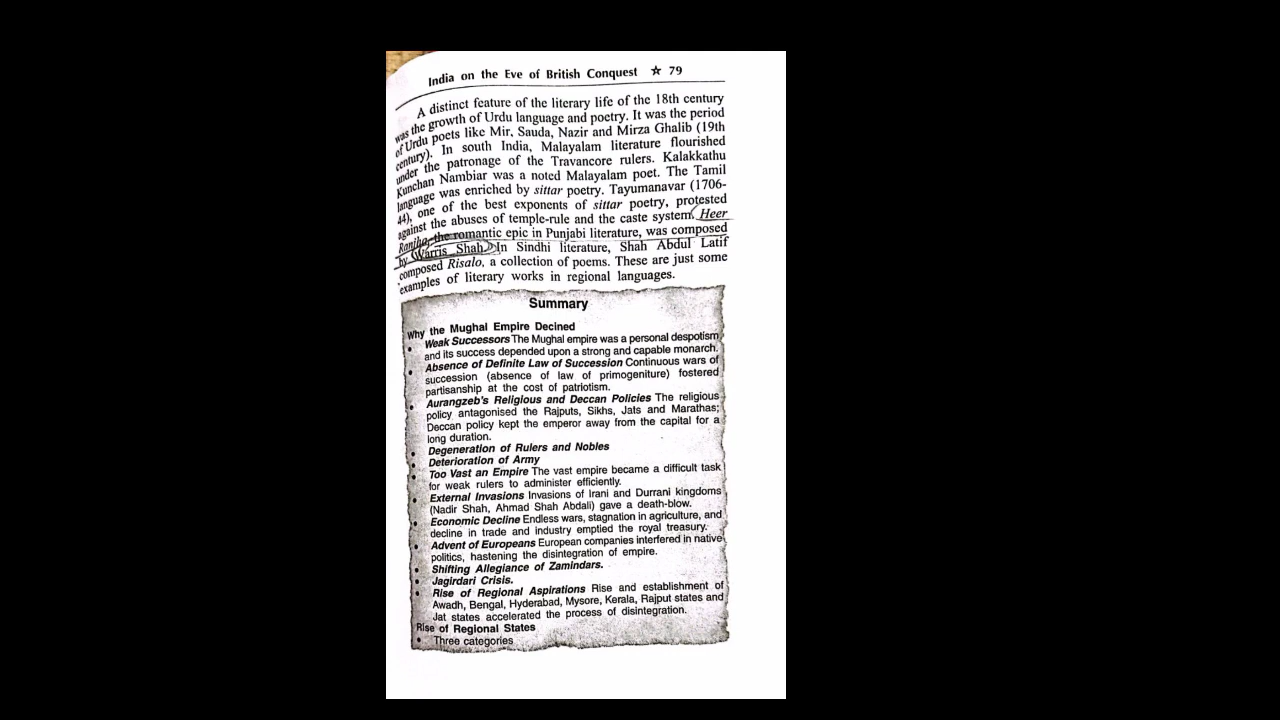 India on the Eve of British Conquest ☆ 79
A distinct feature of the literary life of the 18th century
was the growth of Urdu language and poetry. It was the period
of Urdu poets like Mir, Sauda, Nazir and Mirza Ghalib (19th
century). In south India, Malayalam literature flourished
under the patronage of the Travancore rulers. Kalakkathu
Kunchan Nambiar was a noted Malayalam poet. The Tamil
language was enriched by sittar poetry. Tayumanavar (1706-
44), one of the best exponents of sittar poetry, protested
against the abuses of temple-rule and the caste system. Heer
Ranjha, the romantic epic in Punjabi literature, was composed
by Warris Shah. In Sindhi literature, Shah Abdul Latif
composed Risalo, a collection of poems. These are just some
examples of literary works in regional languages.
Summary
Why the Mughal Empire Decined
• Weak Successors The Mughal empire was a personal despotism
and its success depended upon a strong and capable monarch.
• Absence of Definite Law of Succession Continuous wars of
succession (absence of law of primogeniture) fostered
partisanship at the cost of patriotism.
• Aurangzeb's Religious and Deccan Policies The religious
policy antagonised the Rajputs, Sikhs, Jats and Marathas;
Deccan policy kept the emperor away from the capital for a
long duration.
• Degeneration of Rulers and Nobles
• Deterioration of Army
• Too Vast an Empire The vast empire became a difficult task
for weak rulers to administer efficiently.
• External Invasions Invasions of Irani and Durrani kingdoms
(Nadir Shah, Ahmad Shah Abdali) gave a death-blow.
• Economic Decline Endless wars, stagnation in agriculture, and
decline in trade and industry emptied the royal treasury.
• Advent of Europeans European companies interfered in native
politics, hastening the disintegration of empire.
• Shifting Allegiance of Zamindars.
• Jagirdari Crisis.
• Rise of Regional Aspirations Rise and establishment of
Awadh, Bengal, Hyderabad, Mysore, Kerala, Rajput states and
Jat states accelerated the process of disintegration.
Rise of Regional States
• Three categories